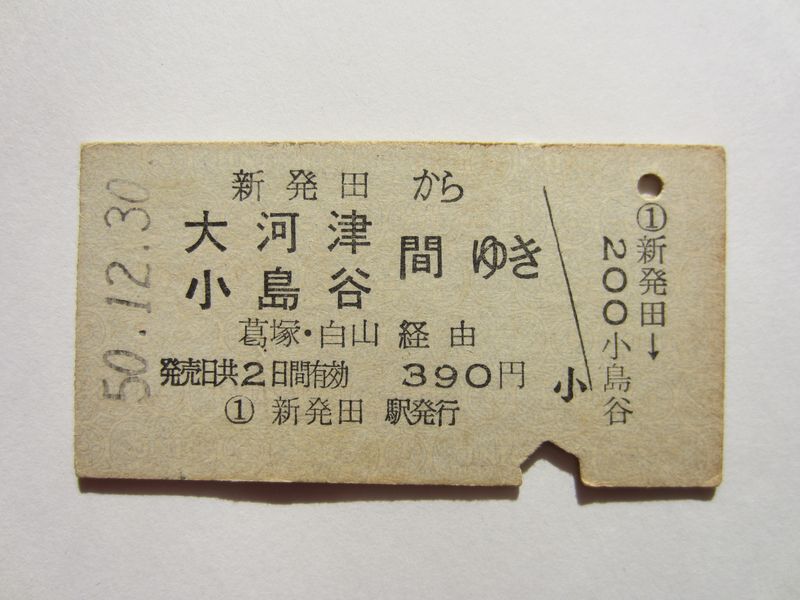 50.12.30
新発田から
大河津
小島谷
間ゆき
葛塚・白山経由
発売日共2日間有効 390円
① 新発田 駅発行
小
①新発田→
200小島谷